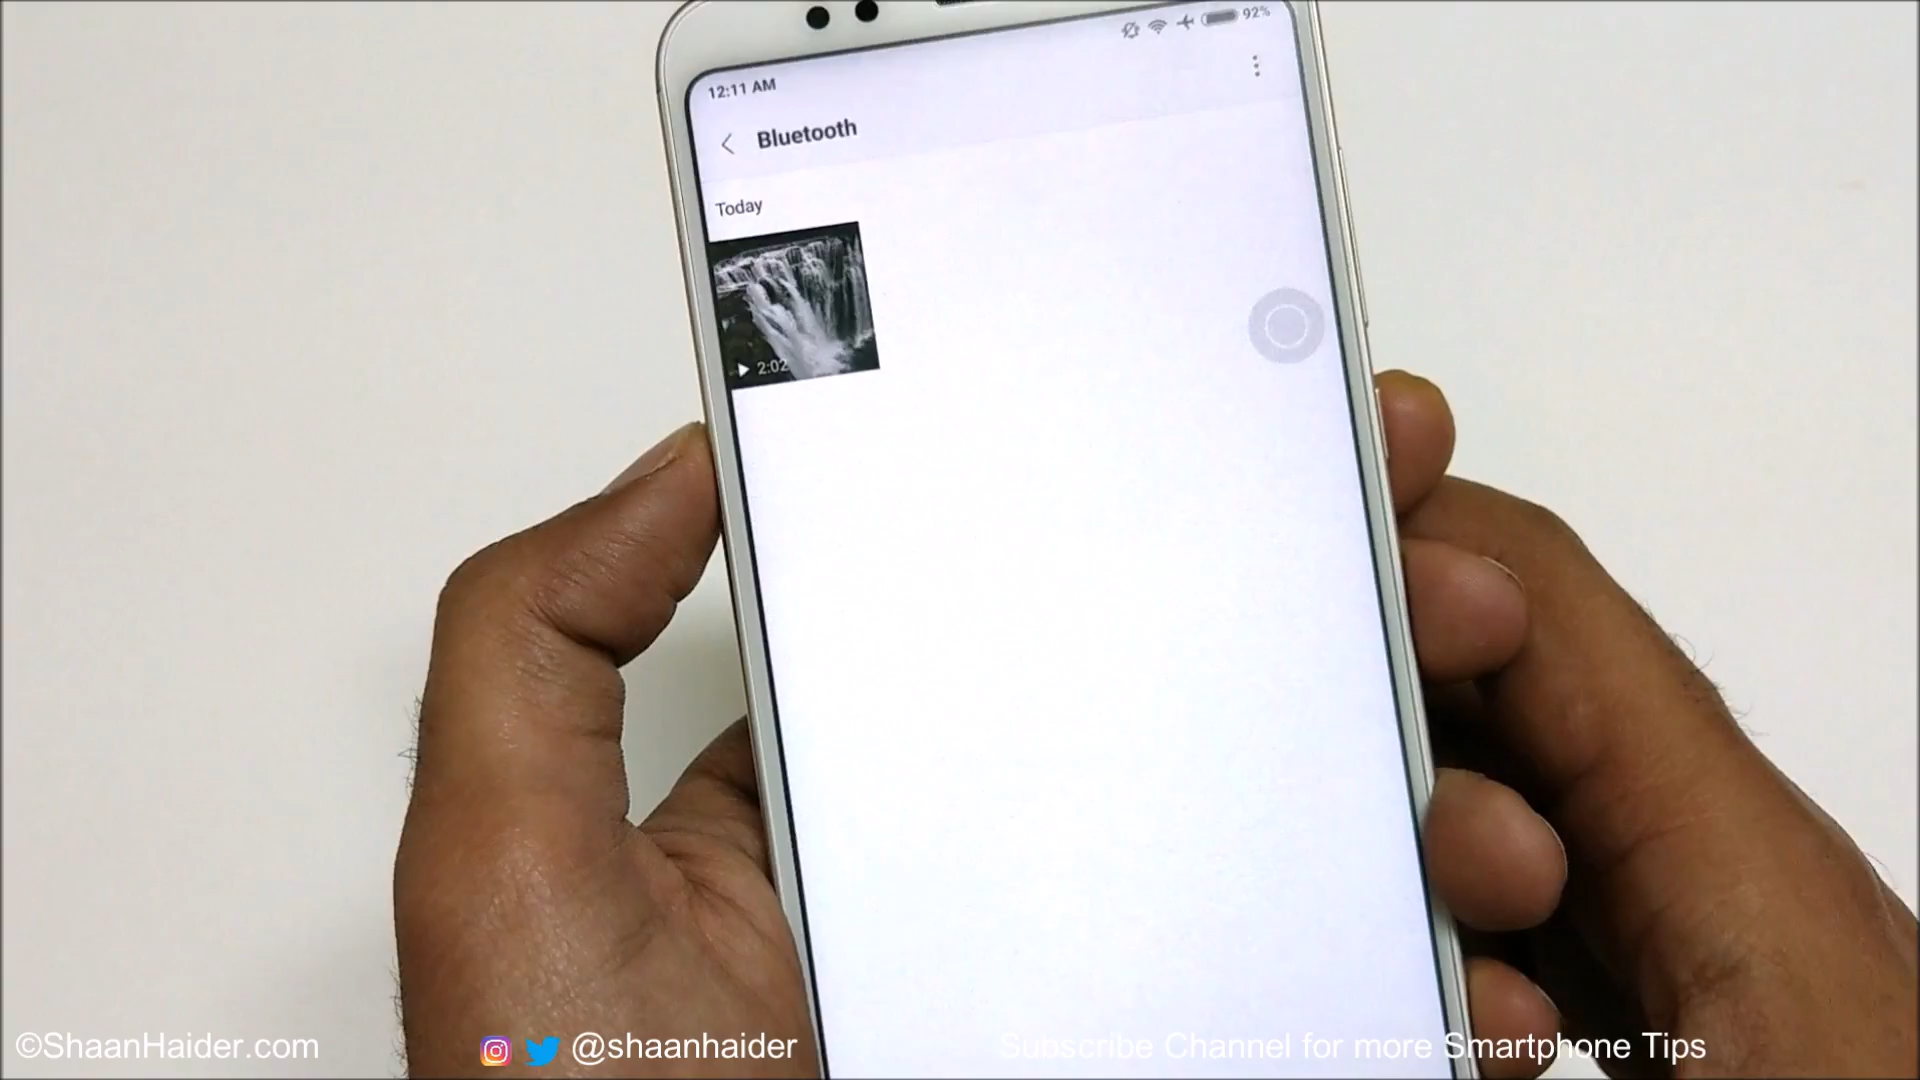 92%
12:11 AM
Bluetooth
Today
2:02
©ShaanHaider.com
@shaanhaider
Subscribe Channel for more Smartphone Tips